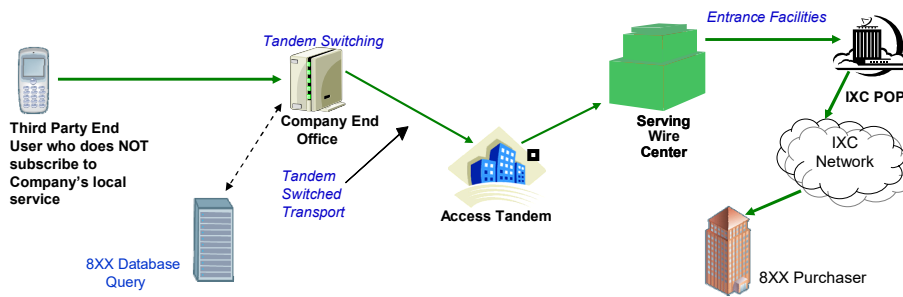 Tandem Switching
Entrance Facilities
IXC POP
Third Party End
User who does NOT
subscribe to
Company's local
service
Company End
Office
Serving
Wire
Center
IXC
Network
Tandem
Switched
Transport
Access Tandem
8XX Database
Query
8XX Purchaser